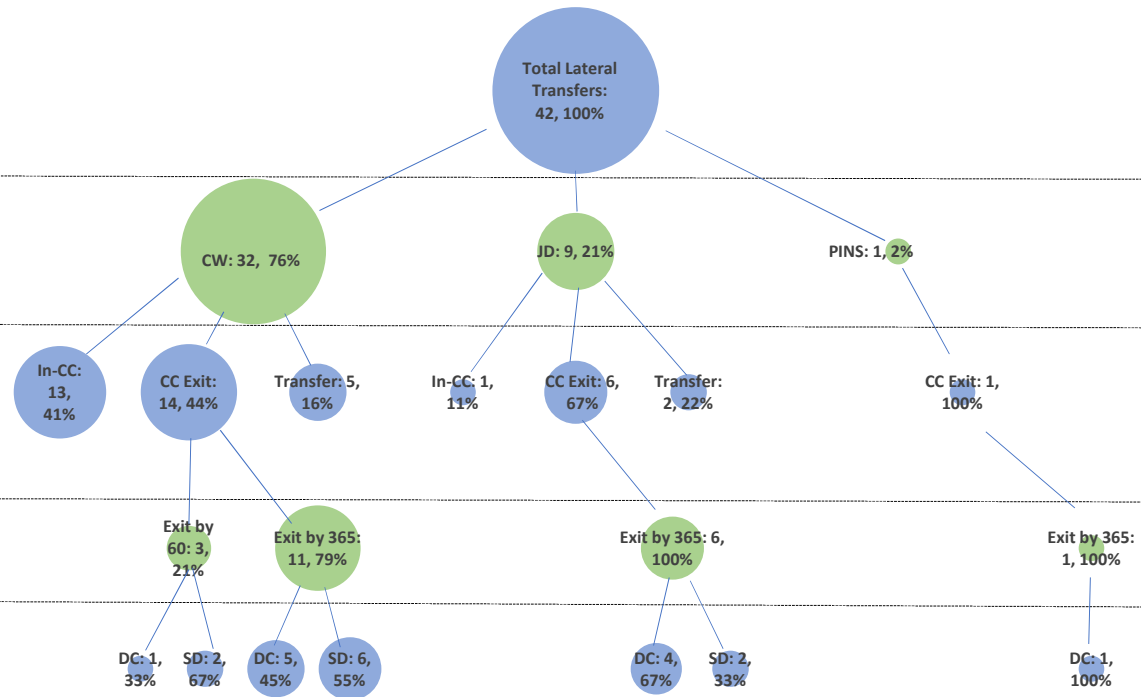 Total Lateral
Transfers:
42, 100%
CW: 32,  76%
JD: 9, 21%
PINS: 1, 2%
In-CC:
13,
41%
CC Exit:
14, 44%
Transfer: 5,
16%
In-CC: 1,
11%
CC Exit: 6,
67%
Transfer:
2, 22%
CC Exit: 1,
100%
Exit by
60: 3,
21%
Exit by 365:
11, 79%
Exit by 365: 6,
100%
Exit by 365:
1, 100%
DC: 1,
33%
SD: 2,
67%
DC: 5,
45%
SD: 6,
55%
DC: 4,
67%
SD: 2,
33%
DC: 1,
100%